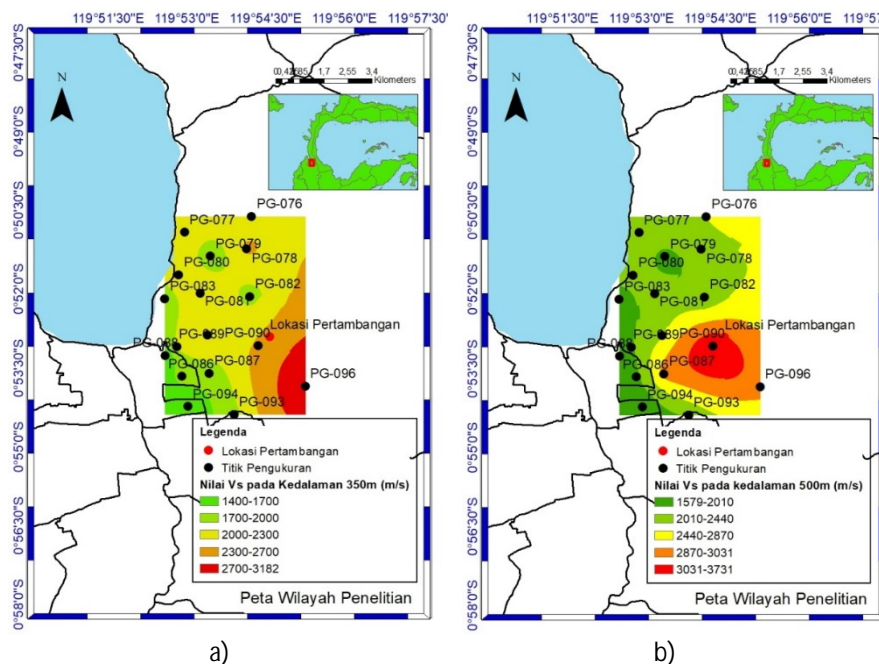 119°51'30"E 119°53'0"E 119°54'30"E 119°56'0"E 119°57'30"E
0°47'30"S
0°49'0"S
0°50'30"S
0°52'0"S
0°53'30"S
0°55'0"S
0°56'30"S
0°58'0"S
N
1,7 2,55 3,4
Kilometers
PG-076
PG-077
PG-079
PG-078
PG-080
PG-083
PG-082
PG-081
PG-089
PG-090
Lokasi Pertambangan
PG-088
PG-086
PG-087
PG-096
PG-094
PG-093
Legenda
Lokasi Pertambangan
Titik Pengukuran
Nilai Vs pada Kedalaman 350m (m/s)
1400-1700
1700-2000
2000-2300
2300-2700
2700-3182
Peta Wilayah Penelitian
a)
119°51'30"E 119°53'0"E 119°54'30"E 119°56'0"E
0°47'30"S
0°49'0"S
0°50'30"S
0°52'0"S
0°53'30"S
0°55'0"S
0°56'30"S
0°58'0"S
N
1,7 2,55 3,4
Kilometers
PG-076
PG-077
PG-079
PG-078
PG-080
PG-083
PG-082
PG-081
PG-089
PG-090
Lokasi Pertambangan
PG-088
PG-086
PG-087
PG-096
PG-094
PG-093
Legenda
Lokasi Pertambangan
Titik Pengukuran
Nilai Vs pada kedalaman 500m (m/s)
1579-2010
2010-2440
2440-2870
2870-3031
3031-3731
Peta Wilayah Penelitian
b)